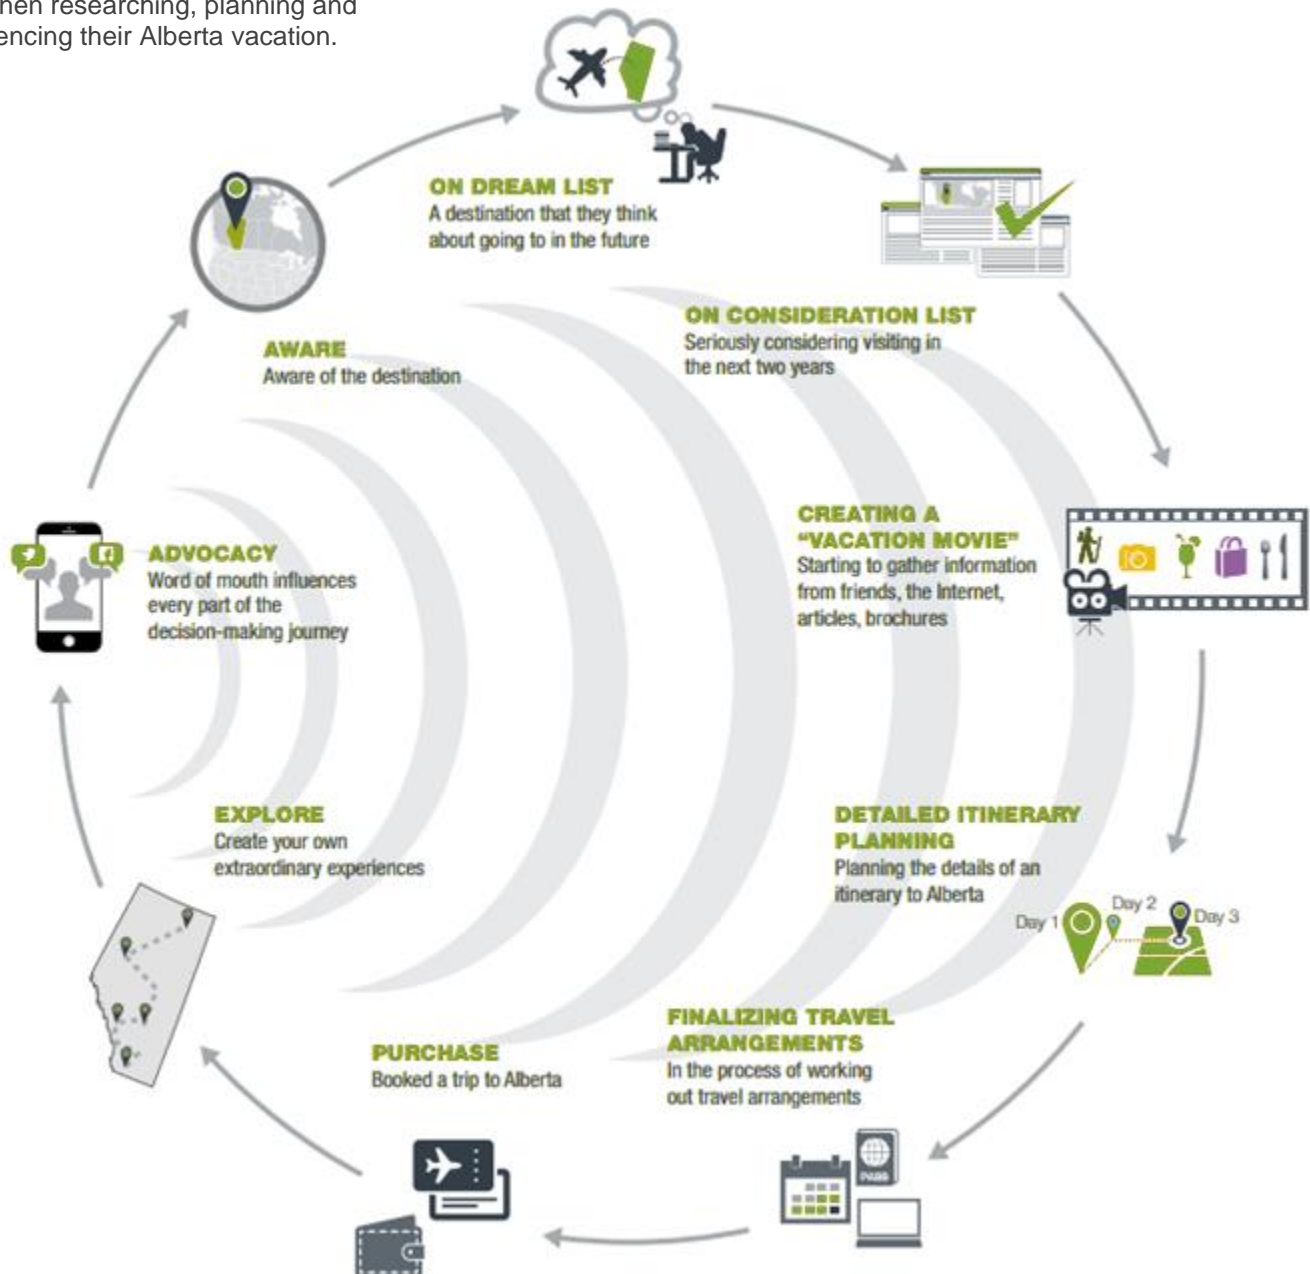 hen researching, planning and
encing their Alberta vacation.
ON DREAM LIST
A destination that they think
about going to in the future
ON CONSIDERATION LIST
Seriously considering visiting in
the next two years
AWARE
Aware of the destination
CREATING A
“VACATION MOVIE”
Starting to gather information
from friends, the Internet,
articles, brochures
ADVOCACY
Word of mouth influences
every part of the
decision-making journey
EXPLORE
Create your own
extraordinary experiences
DETAILED ITINERARY
PLANNING
Planning the details of an
itinerary to Alberta
Day 1
Day 2
Day 3
FINALIZING TRAVEL
ARRANGEMENTS
In the process of working
out travel arrangements
PASS
PURCHASE
Booked a trip to Alberta